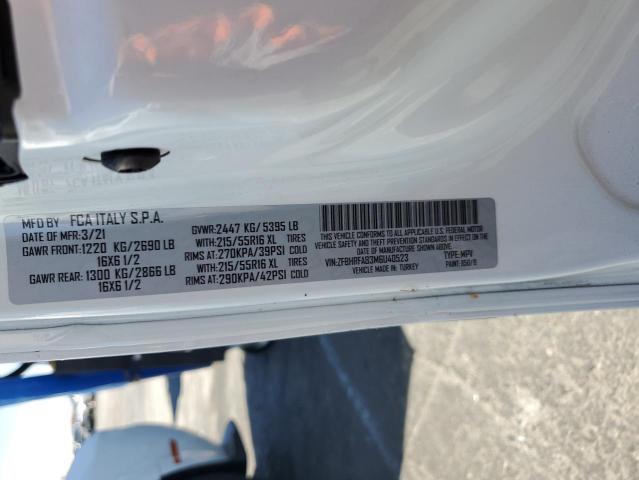 MFD BY FCA ITALY S.P.A.
DATE OF MFR:3/21 GVWR:2447 KG/ 5395 LB
GAWR FRONT:1220 KG/2690 LB WITH:215/55R16 XL TIRES
16X6 1/2 RIMS AT:270KPA/39PSI COLD
GAWR REAR:1300 KG/2866 LB WITH:215/55R16 XL TIRES
16X6 1/2 RIMS AT:290KPA/42PSI COLD
THIS VEHICLE CONFORMS TO ALL APPLICABLE U.S. FEDERAL MOTOR
VEHICLE SAFETY STANDARDS IN EFFECT ON THE
DATE OF MANUFACTURE SHOWN ABOVE.
VIN:ZFBHRFAB3M6U40523 TYPE:MPV
MADE IN: TURKEY